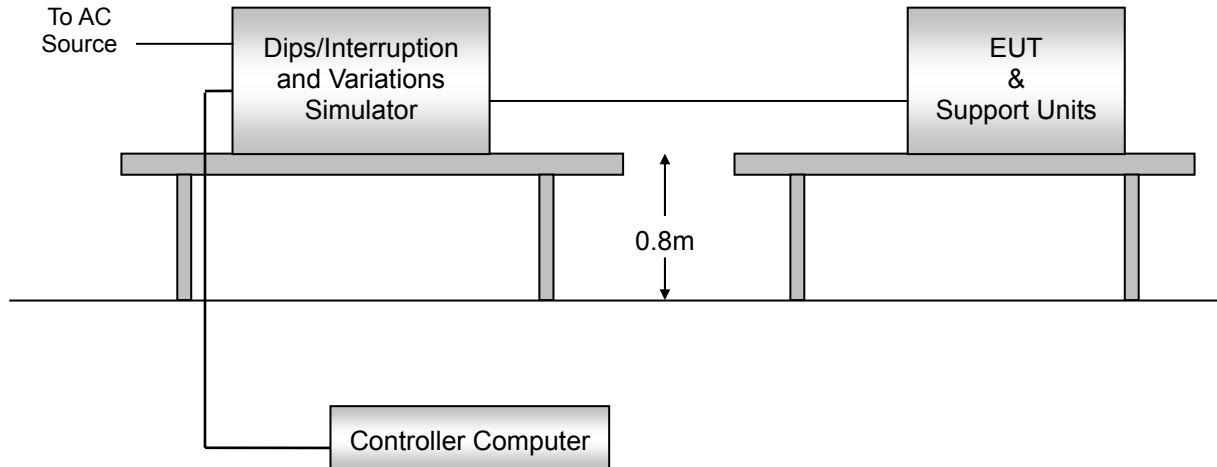 To AC
Source
Dips/Interruption
and Variations
Simulator
EUT
&
Support Units
0.8m
Controller Computer